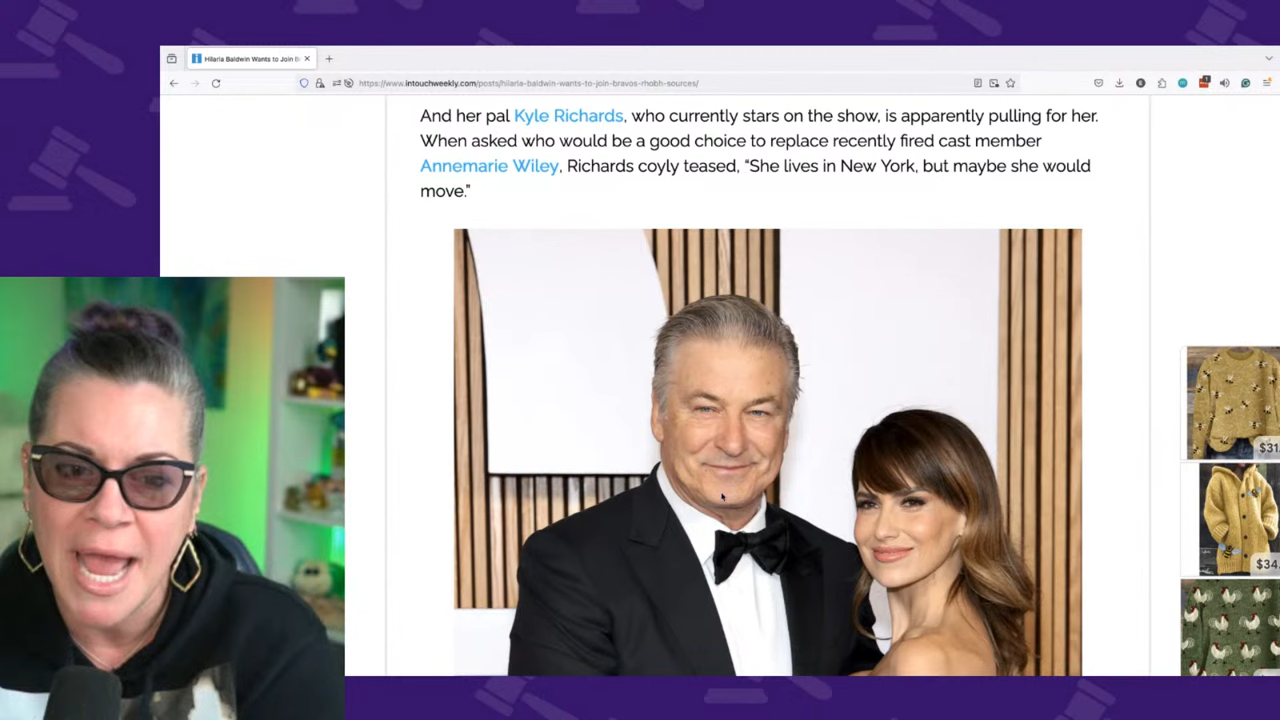 Hilaria Baldwin Wants to Join B
https://www.intouchweekly.com/posts/hilaria-baldwin-wants-to-join-bravos-rhobh-sources/
And her pal Kyle Richards, who currently stars on the show, is apparently pulling for her.
When asked who would be a good choice to replace recently fired cast member
Annemarie Wiley, Richards coyly teased, “She lives in New York, but maybe she would
move.”
$31
$34